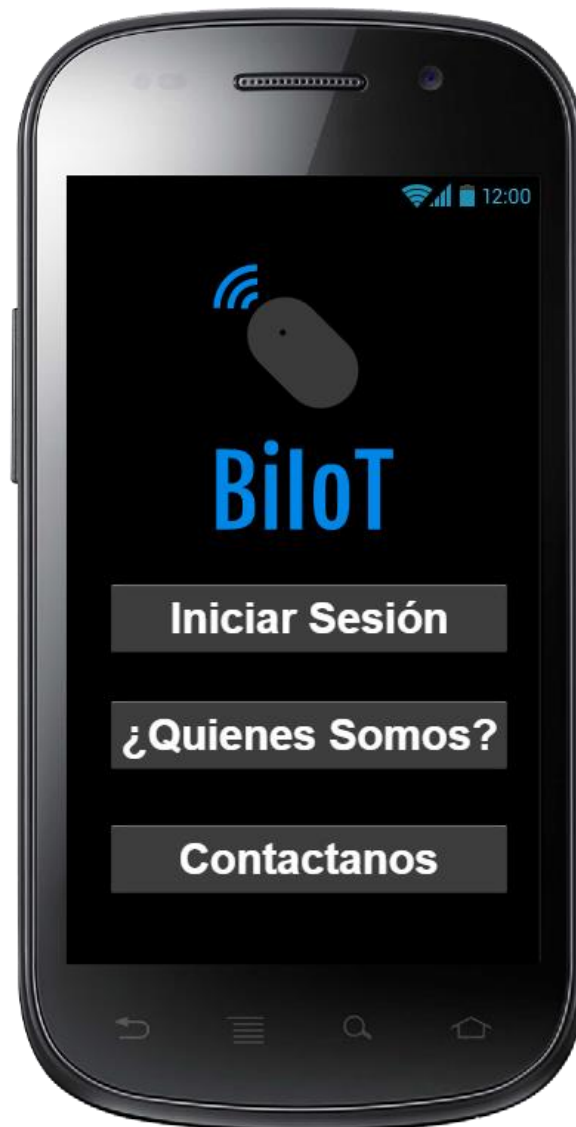 12:00
BiIoT
Iniciar Sesión
¿Quienes Somos?
Contactanos